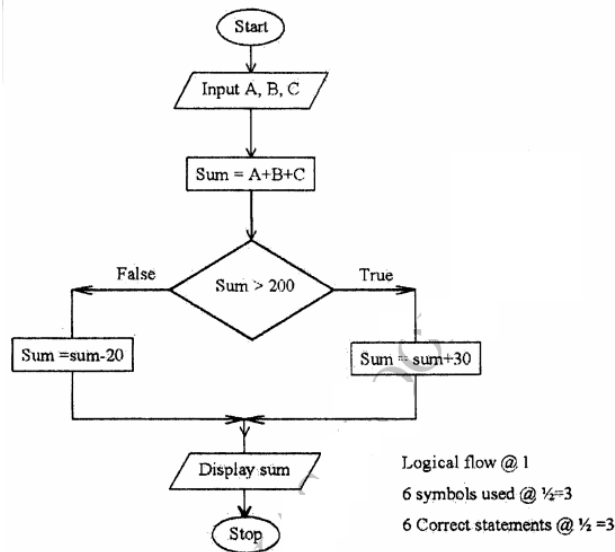 Start
Input A, B, C
Sum = A+B+C
Sum > 200
False
True
Sum =sum-20
Sum = sum+30
Display sum
Stop
Logical flow @ 1
6 symbols used @ ½=3
6 Correct statements @ ½ =3